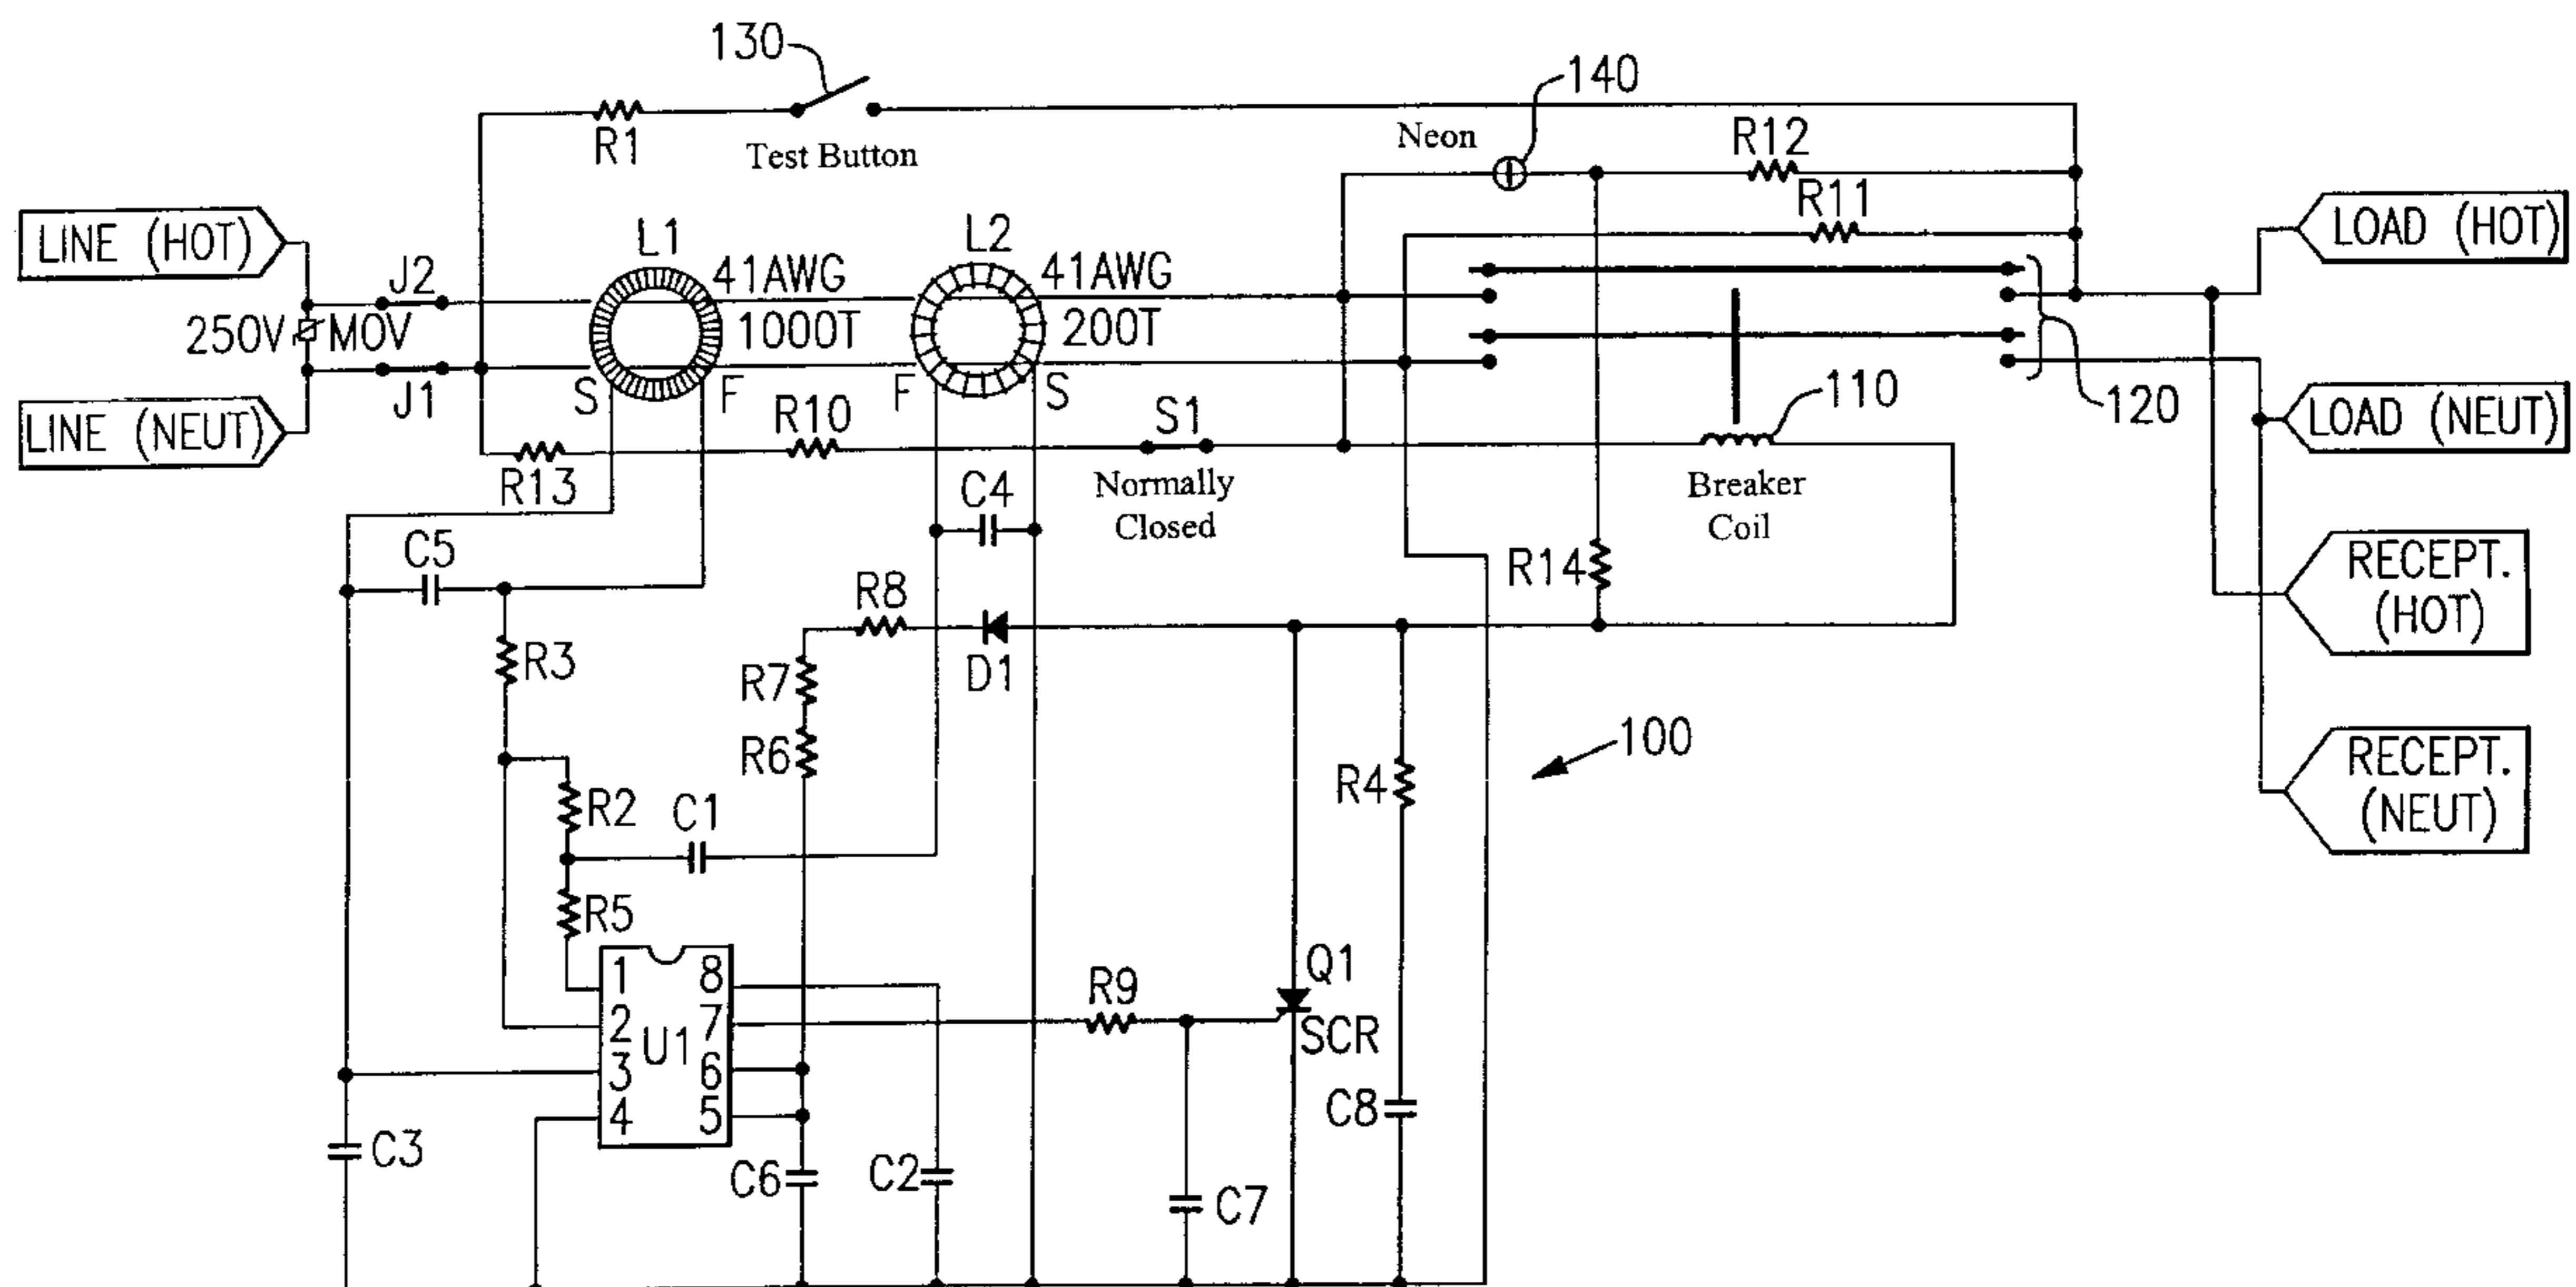 130
140
R1
Test Button
Neon
R12
R11
LINE (HOT)
J2
L1
41AWG
1000T
L2
41AWG
200T
LOAD (HOT)
250V
MOV
J1
LINE (NEUT)
S
F
F
S
R13
R10
S1
Normally
Closed
110
Breaker
Coil
120
LOAD (NEUT)
C4
C5
R8
D1
R14
RECEPT.
(HOT)
R3
R7
R6
100
R4
RECEPT.
(NEUT)
R2
C1
R5
1
2
3
4
U1
8
7
6
5
R9
Q1
SCR
C3
C6
C2
C7
C8